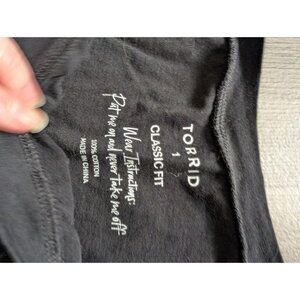 TORRID
1
CLASSIC FIT
Wear Instructions:
Put me on and never take me off
100% COTTON
MADE IN CHINA